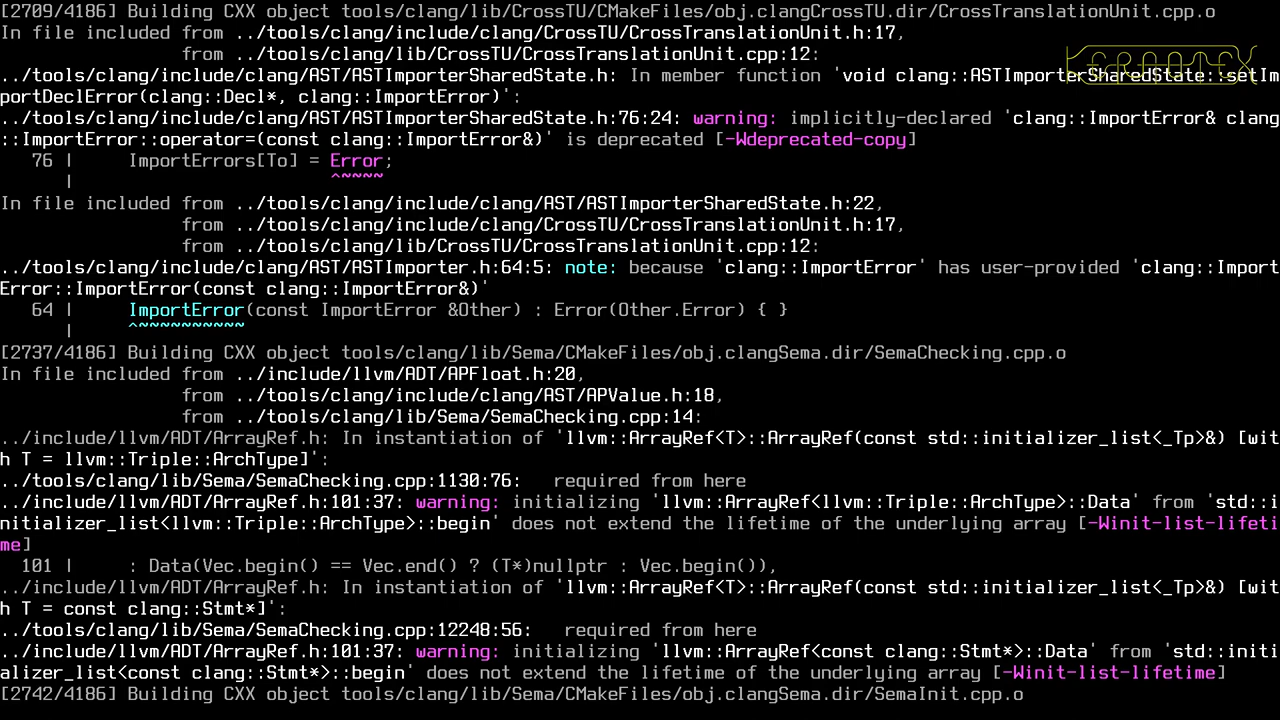 [2709/4186] Building CXX object tools/clang/lib/CrossTU/CMakeFiles/obj.clangCrossTU.dir/CrossTranslationUnit.cpp.o
In file included from ../tools/clang/include/clang/CrossTU/CrossTranslationUnit.h:17,
from ../tools/clang/lib/CrossTU/CrossTranslationUnit.cpp:12:
../tools/clang/include/clang/AST/ASTImporterSharedState.h: In member function 'void clang::ASTImporterSharedState::setIm
portDeclError(clang::Decl*, clang::ImportError)':
../tools/clang/include/clang/AST/ASTImporterSharedState.h:76:24: warning: implicitly-declared 'clang::ImportError& clang
::ImportError::operator=(const clang::ImportError&)' is deprecated [-Wdeprecated-copy]
76 |     ImportErrors[To] = Error;
|                        ^~~~~
In file included from ../tools/clang/include/clang/AST/ASTImporterSharedState.h:22,
from ../tools/clang/include/clang/CrossTU/CrossTranslationUnit.h:17,
from ../tools/clang/lib/CrossTU/CrossTranslationUnit.cpp:12:
../tools/clang/include/clang/AST/ASTImporter.h:64:5: note: because 'clang::ImportError' has user-provided 'clang::Import
Error::ImportError(const clang::ImportError&)'
64 |     ImportError(const ImportError &Other) : Error(Other.Error) { }
|     ^~~~~~~~~~~
[2737/4186] Building CXX object tools/clang/lib/Sema/CMakeFiles/obj.clangSema.dir/SemaChecking.cpp.o
In file included from ../include/llvm/ADT/APFloat.h:20,
from ../tools/clang/include/clang/AST/APValue.h:18,
from ../tools/clang/lib/Sema/SemaChecking.cpp:14:
../include/llvm/ADT/ArrayRef.h: In instantiation of 'llvm::ArrayRef<T>::ArrayRef(const std::initializer_list<_Tp>&) [wit
h T = llvm::Triple::ArchType]':
../tools/clang/lib/Sema/SemaChecking.cpp:1130:76:   required from here
../include/llvm/ADT/ArrayRef.h:101:37: warning: initializing 'llvm::ArrayRef<llvm::Triple::ArchType>::Data' from 'std::i
nitializer_list<llvm::Triple::ArchType>::begin' does not extend the lifetime of the underlying array [-Winit-list-lifeti
me]
101 |     : Data(Vec.begin() == Vec.end() ? (T*)nullptr : Vec.begin()),
../include/llvm/ADT/ArrayRef.h: In instantiation of 'llvm::ArrayRef<T>::ArrayRef(const std::initializer_list<_Tp>&) [wit
h T = const clang::Stmt*]':
../tools/clang/lib/Sema/SemaChecking.cpp:12248:56:   required from here
../include/llvm/ADT/ArrayRef.h:101:37: warning: initializing 'llvm::ArrayRef<const clang::Stmt*>::Data' from 'std::initi
alizer_list<const clang::Stmt*>::begin' does not extend the lifetime of the underlying array [-Winit-list-lifetime]
[2742/4186] Building CXX object tools/clang/lib/Sema/CMakeFiles/obj.clangSema.dir/SemaInit.cpp.o